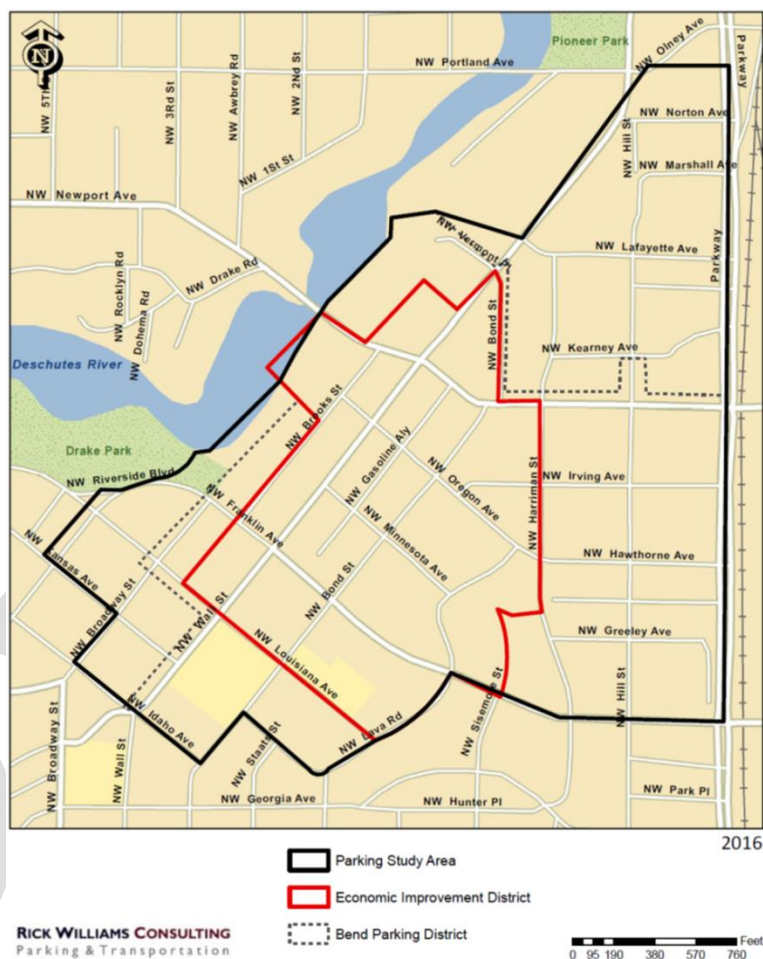 Pioneer Park
NW Olney Ave
Parkway
NW Portland Ave
N
NW 5Th St
NW 3Rd St
NW Awbrey Rd
NW 2Nd St
NW 1St St
NW Hill St
NW Norton Ave
NW Marshall Ave
NW Newport Ave
NW Vermont Pl
NW Lafayette Ave
Parkway
NW Drake Rd
NW Rocklyn Rd
NW Dohema Rd
NW Bond St
NW Kearney Ave
Deschutes River
NW Brooks St
Drake Park
NW Riverside Blvd
NW Gasoline Aly
NW Oregon Ave
NW Irving Ave
NW Harriman St
NW Franklin Ave
NW Minnesota Ave
NW Kansas Ave
NW Hawthorne Ave
NW Broadway St
NW Wall St
NW Bond St
NW Louisiana Ave
NW Greeley Ave
NW Hill St
NW Sisemore St
NW Idaho Ave
NW Lava Rd
NW Broadway St
NW Wall St
NW Staats St
NW Georgia Ave
NW Hunter Pl
NW Park Pl
2016
Parking Study Area
Economic Improvement District
Bend Parking District
RICK WILLIAMS CONSULTING
Parking & Transportation
Feet
0 95 190 380 570 760